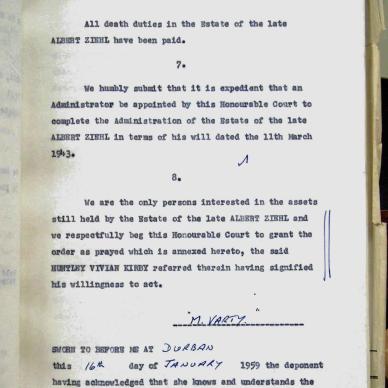 All death duties in the Estate of the late
ALBERT ZIEHL have been paid.
7.
We humbly submit that it is expedient that an
Administrator be appointed by this Honourable Court to
complete the Administration of the Estate of the late
ALBERT ZIEHL in terms of his will dated the 11th March
1943.
8.
We are the only persons interested in the assets
still held by the Estate of the late ALBERT ZIEHL and
we respectfully beg this Honourable Court to grant the
order as prayed which is annexed hereto, the said
HUNTLEY VIVIAN KIRBY referred therein having signified
his willingness to act.
"M. VARTY."
SWORN TO BEFORE ME AT DURBAN
this 16th day of JANUARY 1959 the deponent
having acknowledged that she knows and understands the